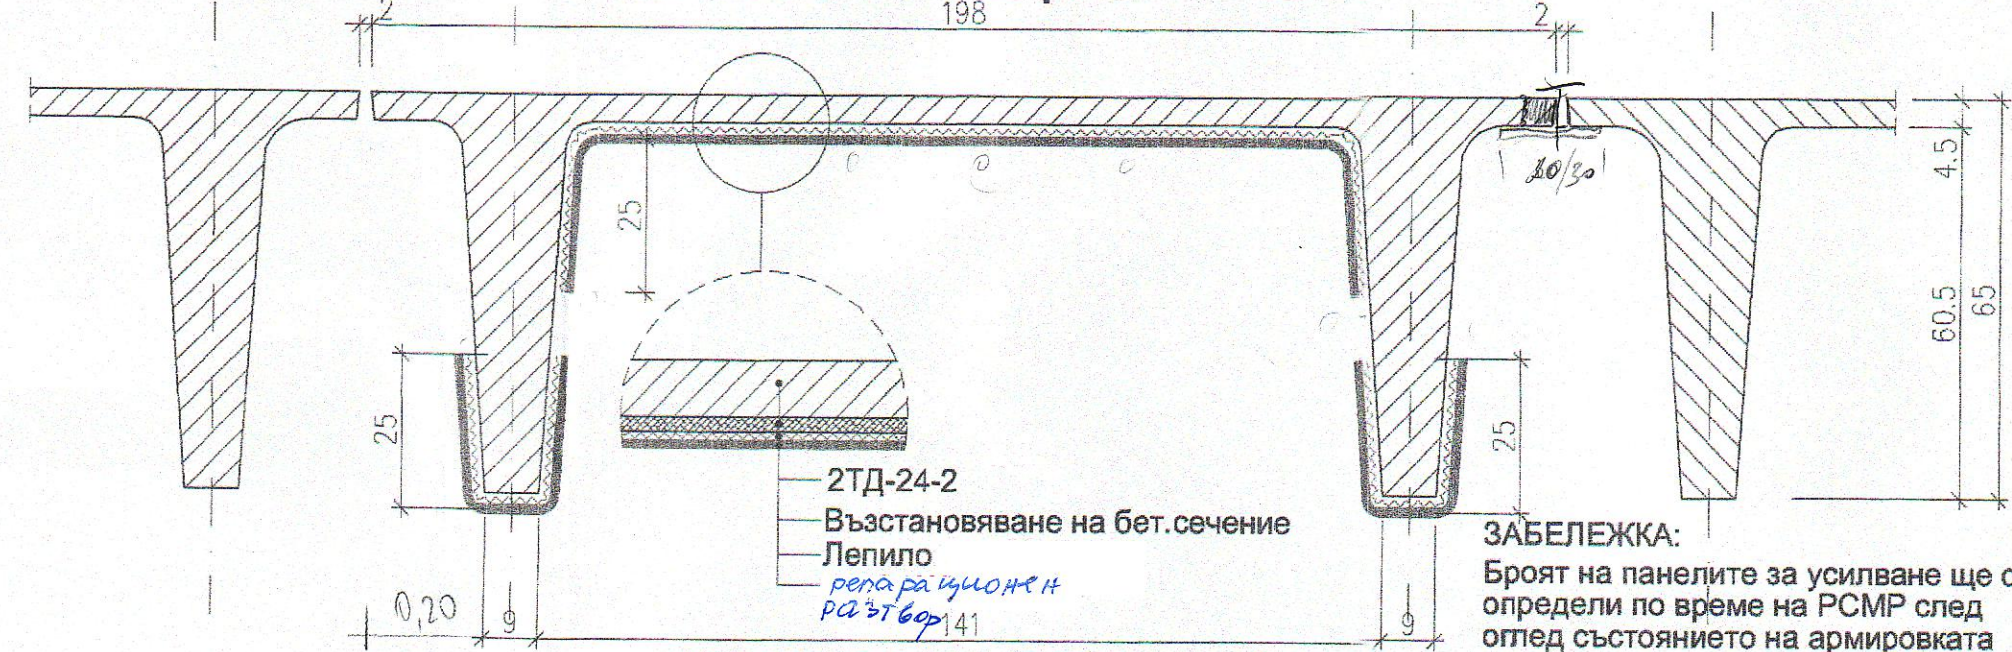 2
198
2
4.5
20/30
25
60.5
65
25
25
2ТД-24-2
Възстановяване на бет.сечение
Лепило
репарационен
разтвор
ЗАБЕЛЕЖКА:
Броят на панелите за усилване ще с
определи по време на РСМР след
оглед състоянието на армировката
0,20
9
141
9